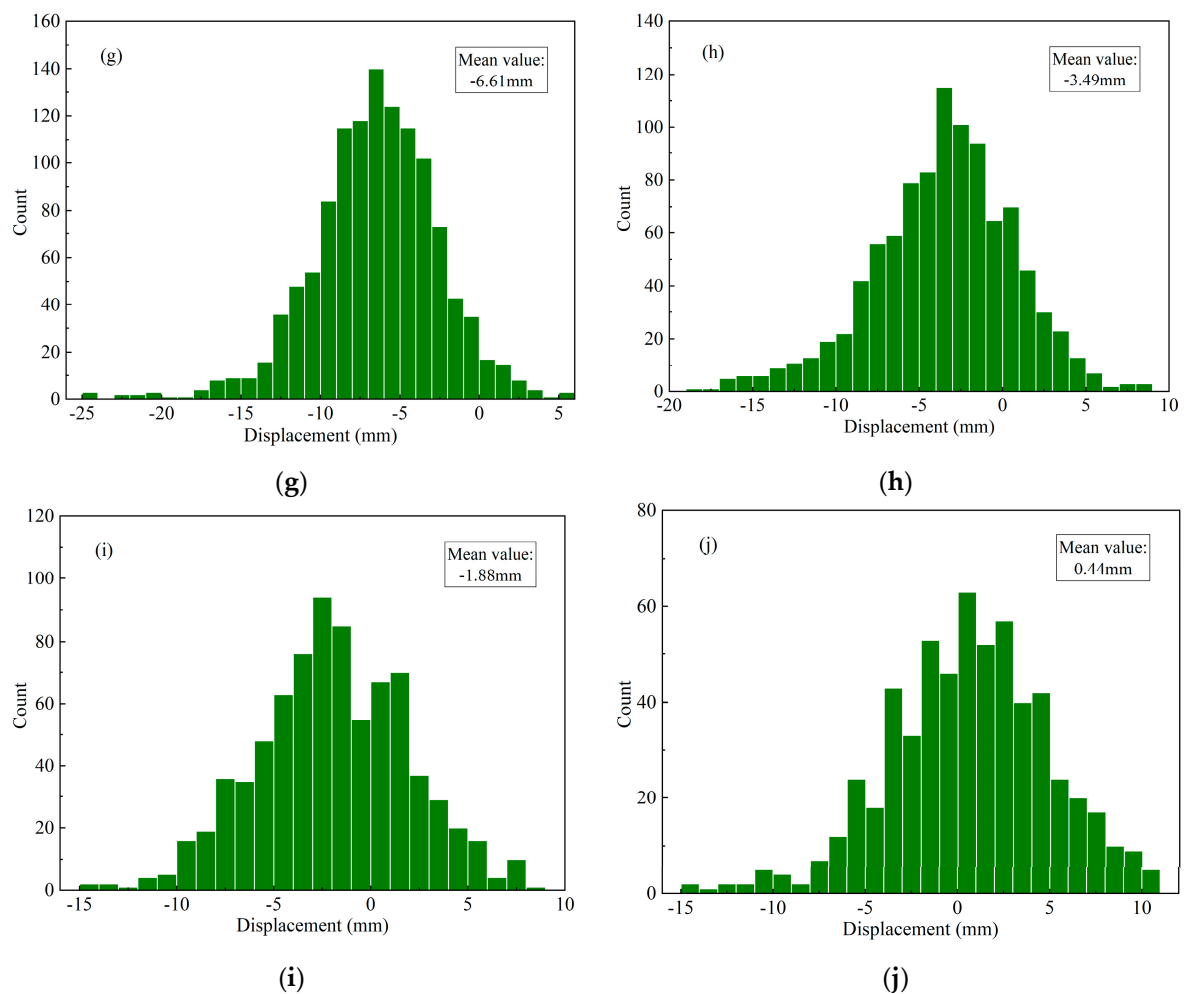 160
140
120
100
80
60
40
20
0
Count
(g)
Mean value:
-6.61mm
-25
-20
-15
-10
-5
0
5
Displacement (mm)
(g)
140
120
100
80
60
40
20
0
Count
(h)
Mean value:
-3.49mm
-20
-15
-10
-5
0
5
10
Displacement (mm)
(h)
120
100
80
60
40
20
0
Count
(i)
Mean value:
-1.88mm
-15
-10
-5
0
5
10
Displacement (mm)
(i)
80
60
40
20
0
Count
(j)
Mean value:
0.44mm
-15
-10
-5
0
5
10
Displacement (mm)
(j)